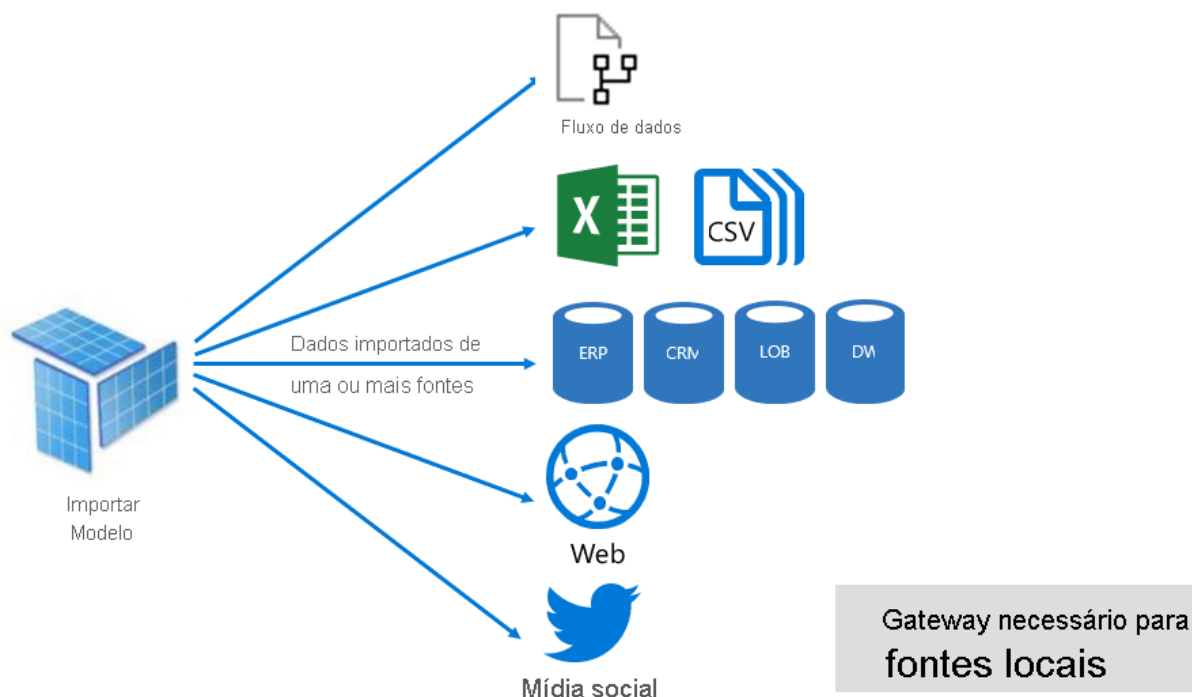 Fluxo de dados
X
CSV
Dados importados de
uma ou mais fontes
ERP
CRM
LOB
DW
Importar
Modelo
Web
Mídia social
Gateway necessário para
fontes locais